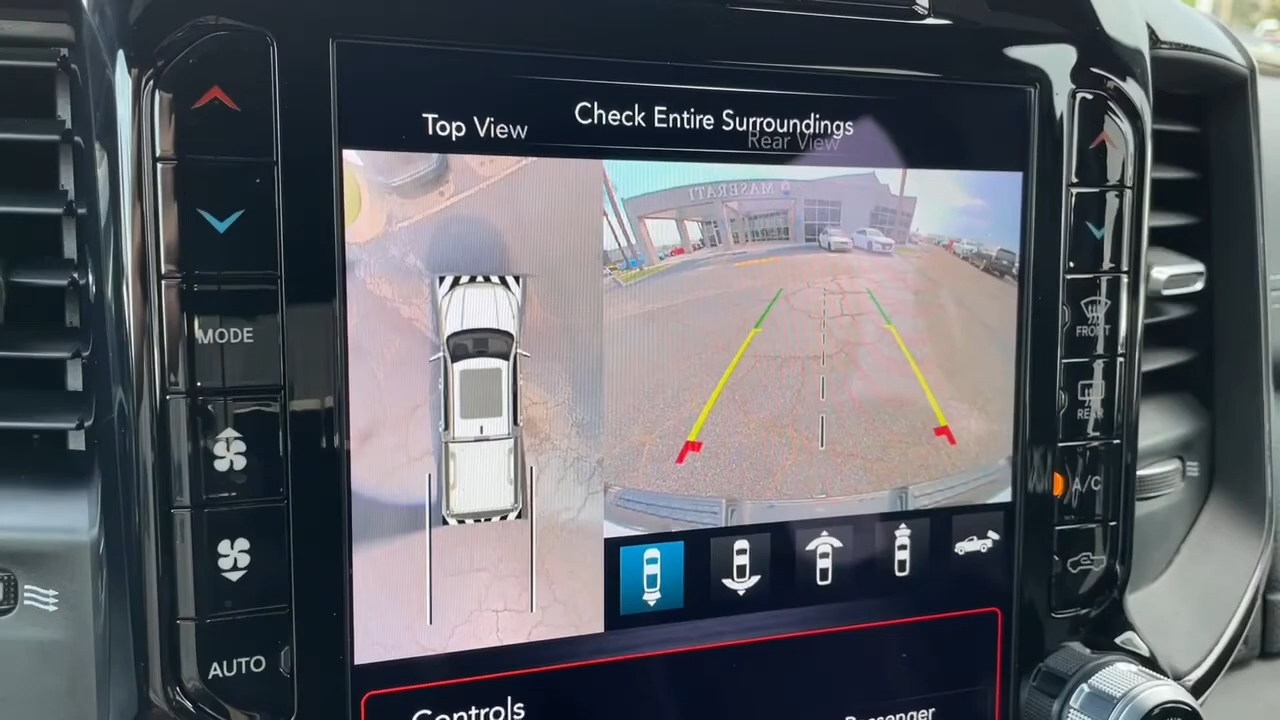 Check Entire Surroundings
Top View
Rear View
MASERATI
MODE
FRONT
REAR
A/C
AUTO
Controls
Passenger